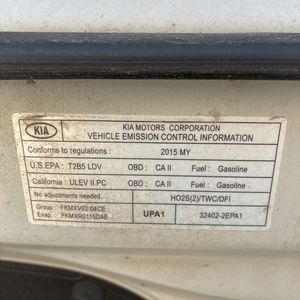 KIA
KIA MOTORS CORPORATION
VEHICLE EMISSION CONTROL INFORMATION
Conforms to regulations : 2015 MY
U.S.EPA : T2B5 LDV OBD : CA II Fuel : Gasoline
California : ULEV II PC OBD : CA II Fuel : Gasoline
No adjustments needed. HO2S(2)/TWC/DFI
Group : FKMXV02.04CE
Evap. : FKMXR0115DAE
UPA1 32402-2EPA1